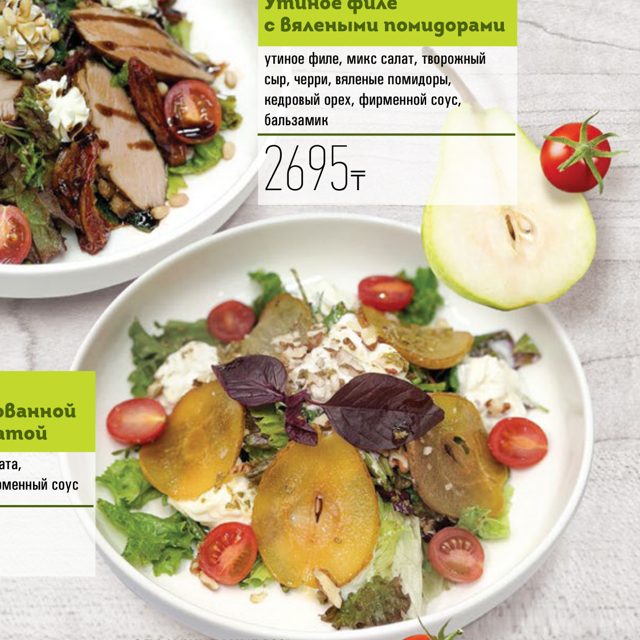 Утиное филе
с вялеными помидорами
утиное филе, микс салат, творожный
сыр, черри, вяленые помидоры,
кедровый орех, фирменной соус,
бальзамик
2695₸
ованной
атой
ата,
рменный соус